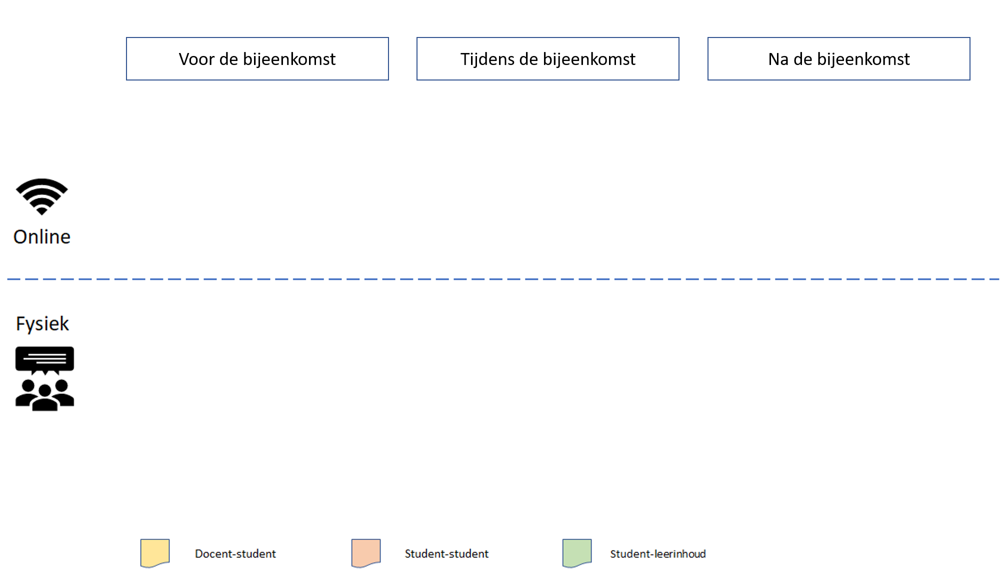 Voor de bijeenkomst
Tijdens de bijeenkomst
Na de bijeenkomst
Online
Fysiek
Docent-student
Student-student
Student-leerinhoud